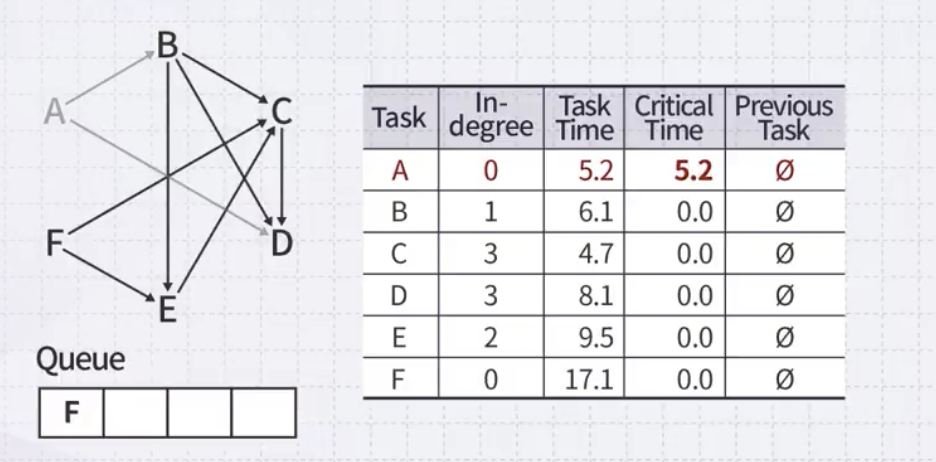 B
A
C
F
D
E
Queue
F
Task In-degree Task Time Critical Time Previous Task
A 0 5.2 5.2 Ø
B 1 6.1 0.0 Ø
C 3 4.7 0.0 Ø
D 3 8.1 0.0 Ø
E 2 9.5 0.0 Ø
F 0 17.1 0.0 Ø